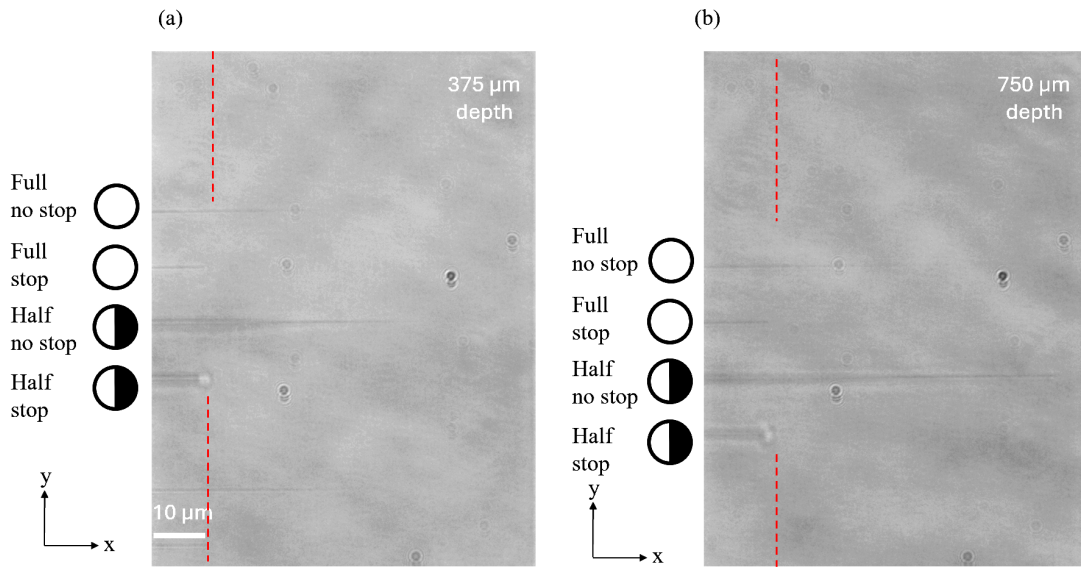 (a)
375 µm
depth
Full
no stop
Full
stop
Half
no stop
Half
stop
y
x
10 µm
(b)
750 µm
depth
Full
no stop
Full
stop
Half
no stop
Half
stop
y
x